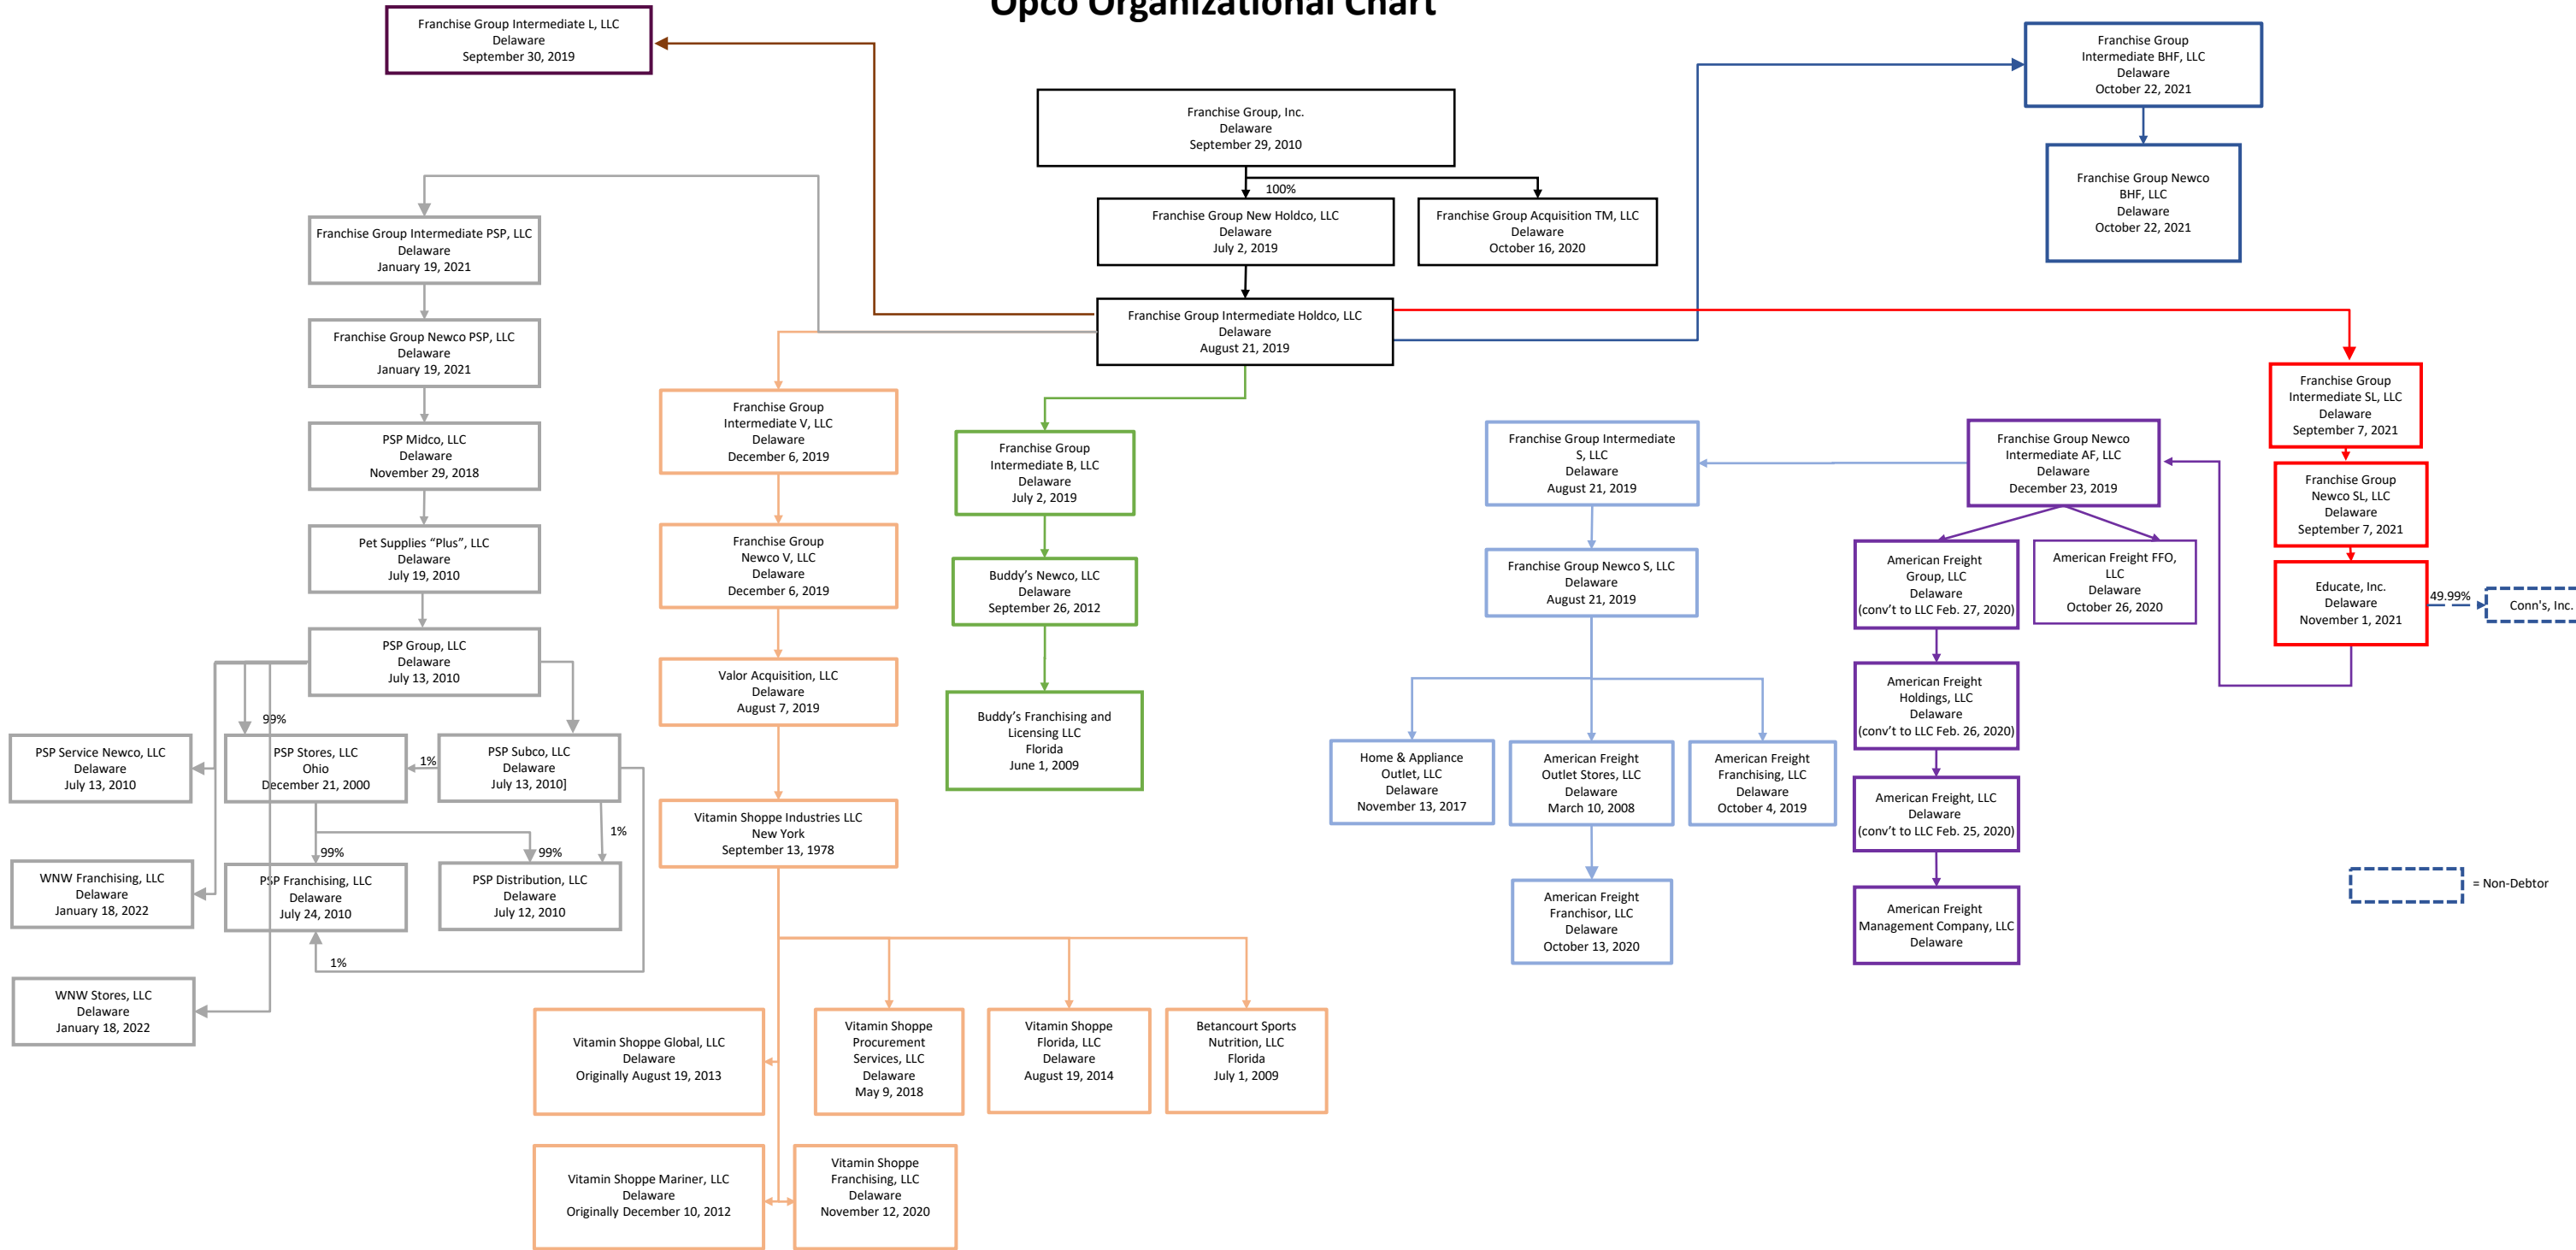 Opco Organizational Chart
Franchise Group Intermediate L, LLC
Delaware
September 30, 2019
Franchise Group
Intermediate BHF, LLC
Delaware
October 22, 2021
Franchise Group, Inc.
Delaware
September 29, 2010
Franchise Group Newco
BHF, LLC
Delaware
October 22, 2021
100%
Franchise Group New Holdco, LLC
Delaware
July 2, 2019
Franchise Group Acquisition TM, LLC
Delaware
October 16, 2020
Franchise Group Intermediate PSP, LLC
Delaware
January 19, 2021
Franchise Group Intermediate Holdco, LLC
Delaware
August 21, 2019
Franchise Group Newco PSP, LLC
Delaware
January 19, 2021
Franchise Group
Intermediate SL, LLC
Delaware
September 7, 2021
Franchise Group
Intermediate V, LLC
Delaware
December 6, 2019
PSP Midco, LLC
Delaware
November 29, 2018
Franchise Group
Intermediate B, LLC
Delaware
July 2, 2019
Franchise Group Intermediate
S, LLC
Delaware
August 21, 2019
Franchise Group Newco
Intermediate AF, LLC
Delaware
December 23, 2019
Franchise Group
Newco SL, LLC
Delaware
September 7, 2021
Pet Supplies “Plus”, LLC
Delaware
July 19, 2010
Franchise Group
Newco V, LLC
Delaware
December 6, 2019
Buddy’s Newco, LLC
Delaware
September 26, 2012
Franchise Group Newco S, LLC
Delaware
August 21, 2019
American Freight
Group, LLC
Delaware
(conv’t to LLC Feb. 27, 2020)
American Freight FFO,
LLC
Delaware
October 26, 2020
Educate, Inc.
Delaware
November 1, 2021
49.99%
Conn's, Inc.
PSP Group, LLC
Delaware
July 13, 2010
Valor Acquisition, LLC
Delaware
August 7, 2019
Buddy’s Franchising and
Licensing LLC
Florida
June 1, 2009
American Freight
Holdings, LLC
Delaware
(conv’t to LLC Feb. 26, 2020)
99%
PSP Service Newco, LLC
Delaware
July 13, 2010
PSP Stores, LLC
Ohio
December 21, 2000
1%
PSP Subco, LLC
Delaware
July 13, 2010]
Home & Appliance
Outlet, LLC
Delaware
November 13, 2017
American Freight
Outlet Stores, LLC
Delaware
March 10, 2008
American Freight
Franchising, LLC
Delaware
October 4, 2019
American Freight, LLC
Delaware
(conv’t to LLC Feb. 25, 2020)
Vitamin Shoppe Industries LLC
New York
September 13, 1978
1%
99%
99%
WNW Franchising, LLC
Delaware
January 18, 2022
PSP Franchising, LLC
Delaware
July 24, 2010
PSP Distribution, LLC
Delaware
July 12, 2010
American Freight
Franchisor, LLC
Delaware
October 13, 2020
American Freight
Management Company, LLC
Delaware
= Non-Debtor
1%
WNW Stores, LLC
Delaware
January 18, 2022
Vitamin Shoppe Global, LLC
Delaware
Originally August 19, 2013
Vitamin Shoppe
Procurement
Services, LLC
Delaware
May 9, 2018
Vitamin Shoppe
Florida, LLC
Delaware
August 19, 2014
Betancourt Sports
Nutrition, LLC
Florida
July 1, 2009
Vitamin Shoppe Mariner, LLC
Delaware
Originally December 10, 2012
Vitamin Shoppe
Franchising, LLC
Delaware
November 12, 2020